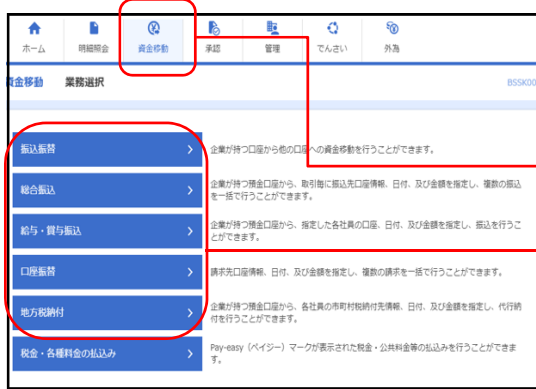 ホーム
明細照会
資金移動
承認
管理
でんさい
外為
資金移動 業務選択
BSSK00
振込振替
企業が持つ口座から他の口座への資金移動を行うことができます。
総合振込
企業が持つ預金口座から、取引毎に振込先口座情報、日付、及び金額を指定し、複数の振込
を一括で行うことができます。
給与・賞与振込
企業が持つ預金口座から、指定した各社員の口座、日付、及び金額を指定し、振込を行うこ
とができます。
口座振替
請求先口座情報、日付、及び金額を指定し、複数の請求を一括で行うことができます。
地方税納付
企業が持つ預金口座から、各社員の市町村税納付先情報、日付、及び金額を指定し、代行納
付を行うことができます。
税金・各種料金の払込み
Pay-easy（ペイジー）マークが表示された税金・公共料金等の払込みを行うことができま
す。